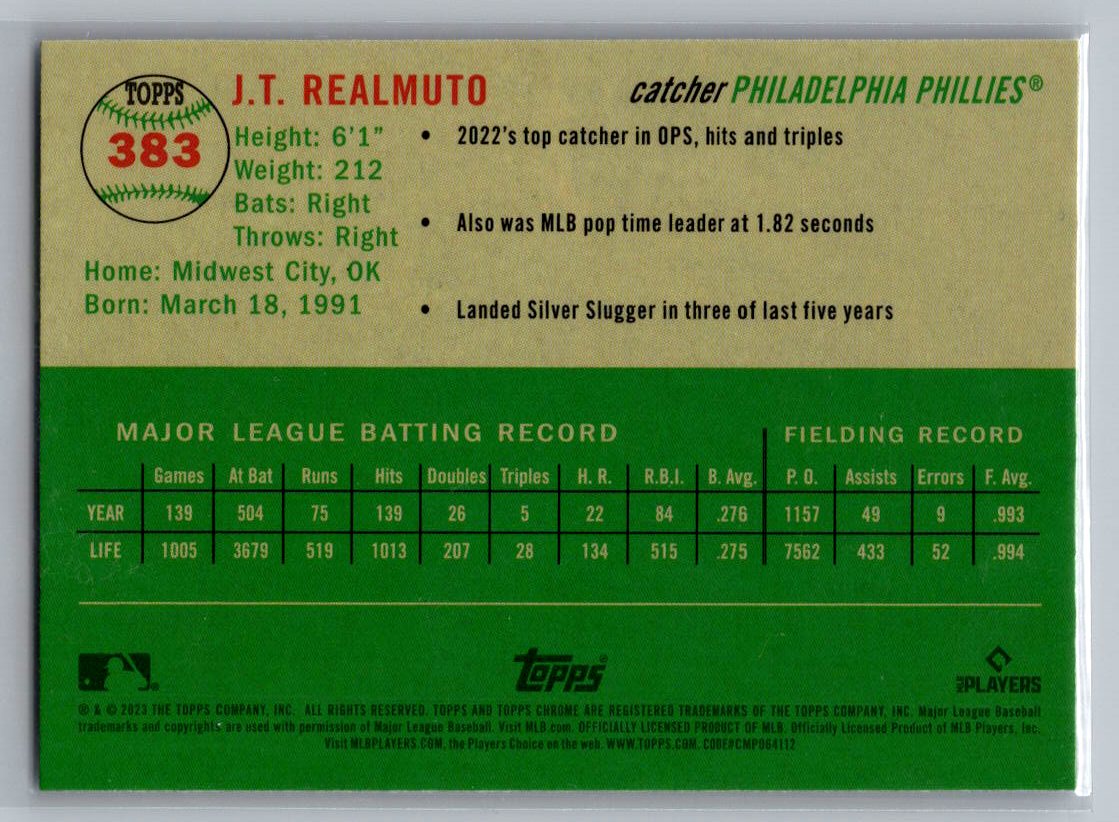 TOPPS
383
J.T. REALMUTO
catcher PHILADELPHIA PHILLIES®
Height: 6'1"
Weight: 212
Bats: Right
Throws: Right
Home: Midwest City, OK
Born: March 18, 1991
• 2022's top catcher in OPS, hits and triples
• Also was MLB pop time leader at 1.82 seconds
• Landed Silver Slugger in three of last five years
MAJOR LEAGUE BATTING RECORD FIELDING RECORD
Games At Bat Runs Hits Doubles Triples H. R. R.B.I. B. Avg. P. O. Assists Errors F. Avg.
YEAR 139 504 75 139 26 5 22 84 .276 1157 49 9 .993
LIFE 1005 3679 519 1013 207 28 134 515 .275 7562 433 52 .994
Topps®
MLB PLAYERS
® & © 2023 THE TOPPS COMPANY, INC. ALL RIGHTS RESERVED. TOPPS AND TOPPS CHROME ARE REGISTERED TRADEMARKS OF THE TOPPS COMPANY, INC. Major League Baseball
trademarks and copyrights are used with permission of Major League Baseball. Visit MLB.com. OFFICIALLY LICENSED PRODUCT OF MLB. Officially Licensed Product of MLB Players, Inc.
Visit MLBPLAYERS.COM, the Players Choice on the web. WWW.TOPPS.COM. CODE#CMP064112